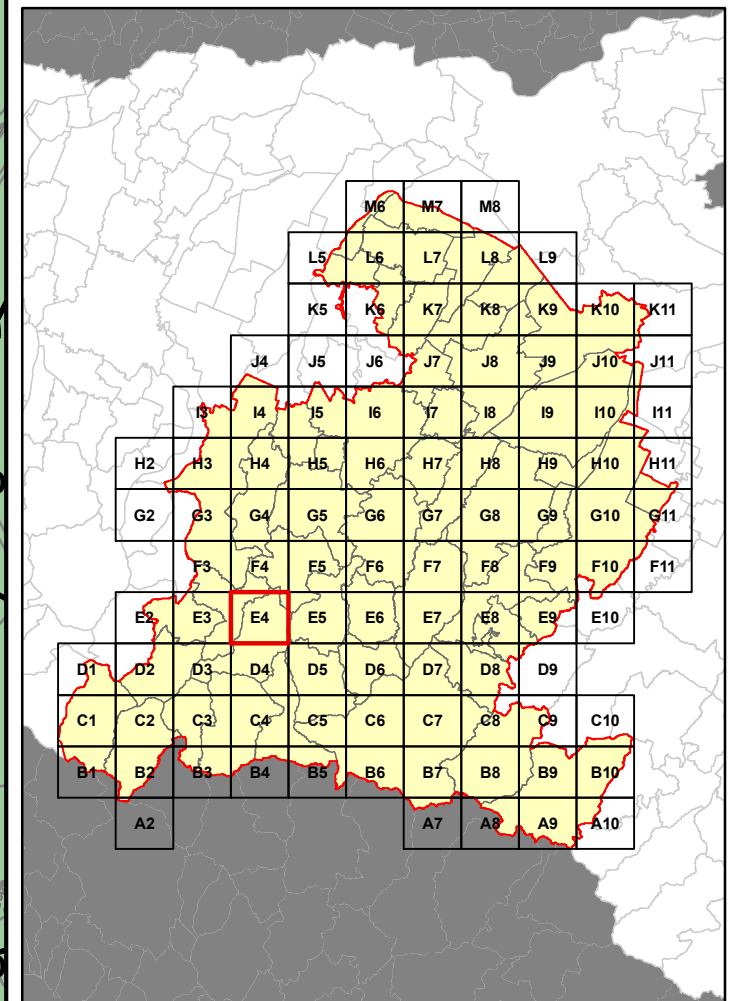 M6 M7 M8
L5 L6 L7 L8 L9
K5 K6 K7 K8 K9 K10 K11
J4 J5 J6 J7 J8 J9 J10 J11
I3 I4 I5 I6 I7 I8 I9 I10 I11
H2 H3 H4 H5 H6 H7 H8 H9 H10 H11
G2 G3 G4 G5 G6 G7 G8 G9 G10 G11
F3 F4 F5 F6 F7 F8 F9 F10 F11
E2 E3 E4 E5 E6 E7 E8 E9 E10
D1 D2 D3 D4 D5 D6 D7 D8 D9
C1 C2 C3 C4 C5 C6 C7 C8 C9 C10
B1 B2 B3 B4 B5 B6 B7 B8 B9 B10
A2 A7 A8 A9 A10